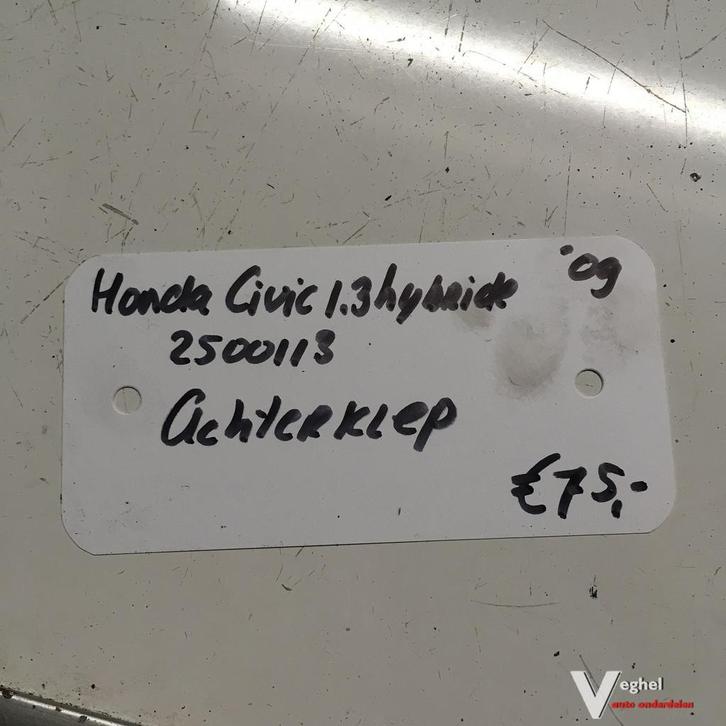 Honda Civic 1.3 hybride '09
2500113
Achterklep
€75,-
Veghel
auto onderdelen